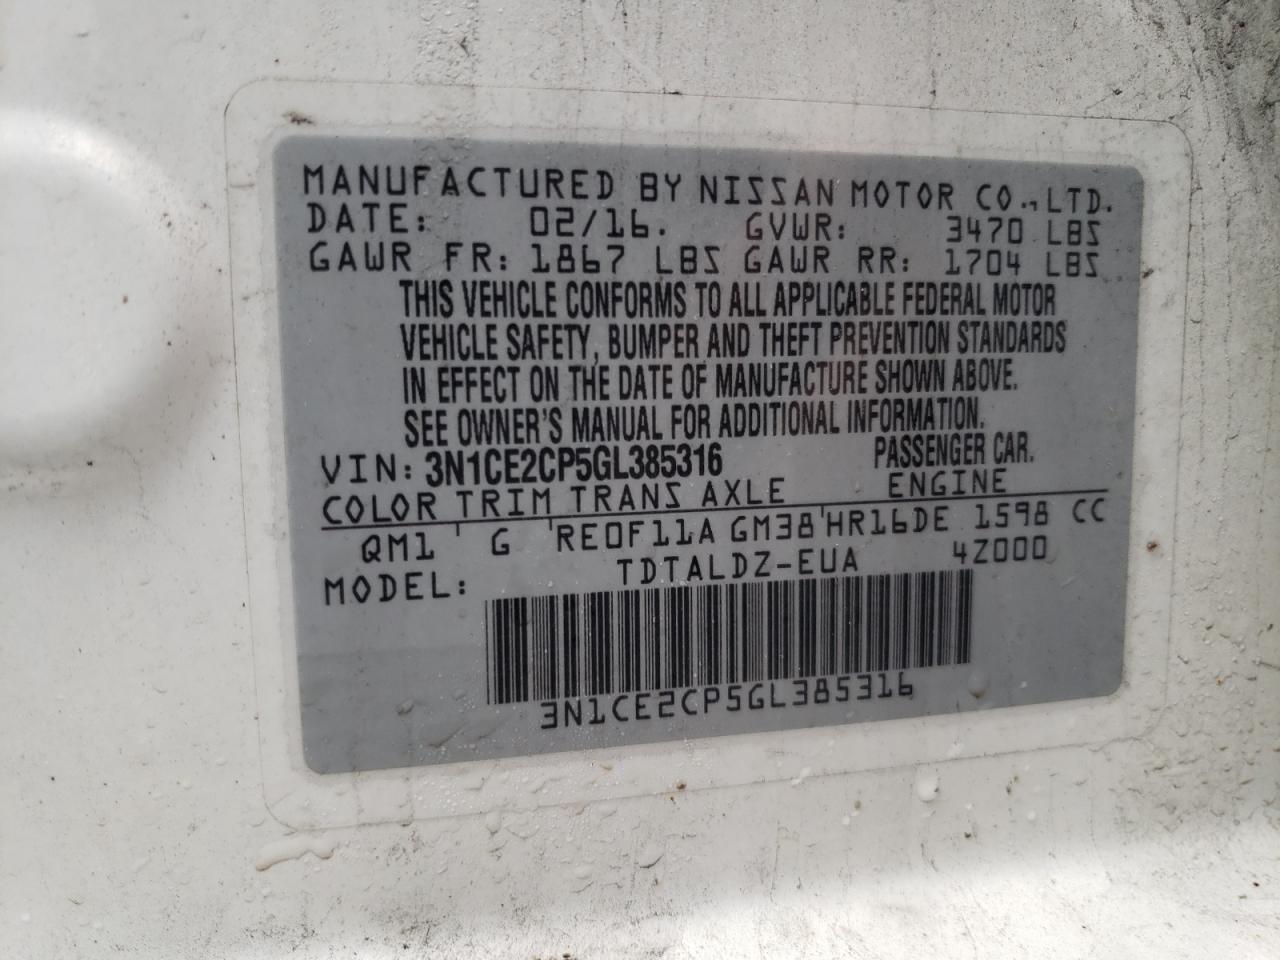 MANUFACTURED BY NISSAN MOTOR CO., LTD.
DATE: 02/16. GVWR: 3470 LBS
GAWR FR: 1867 LBS GAWR RR: 1704 LBS
THIS VEHICLE CONFORMS TO ALL APPLICABLE FEDERAL MOTOR
VEHICLE SAFETY, BUMPER AND THEFT PREVENTION STANDARDS
IN EFFECT ON THE DATE OF MANUFACTURE SHOWN ABOVE.
SEE OWNER'S MANUAL FOR ADDITIONAL INFORMATION.
VIN: 3N1CE2CP5GL385316 PASSENGER CAR.
COLOR TRIM TRANS AXLE ENGINE
QM1 G RE0F11A GM38 HR16DE 1598 CC
MODEL: TDTALDZ-EUA 4Z000
3N1CE2CP5GL385316